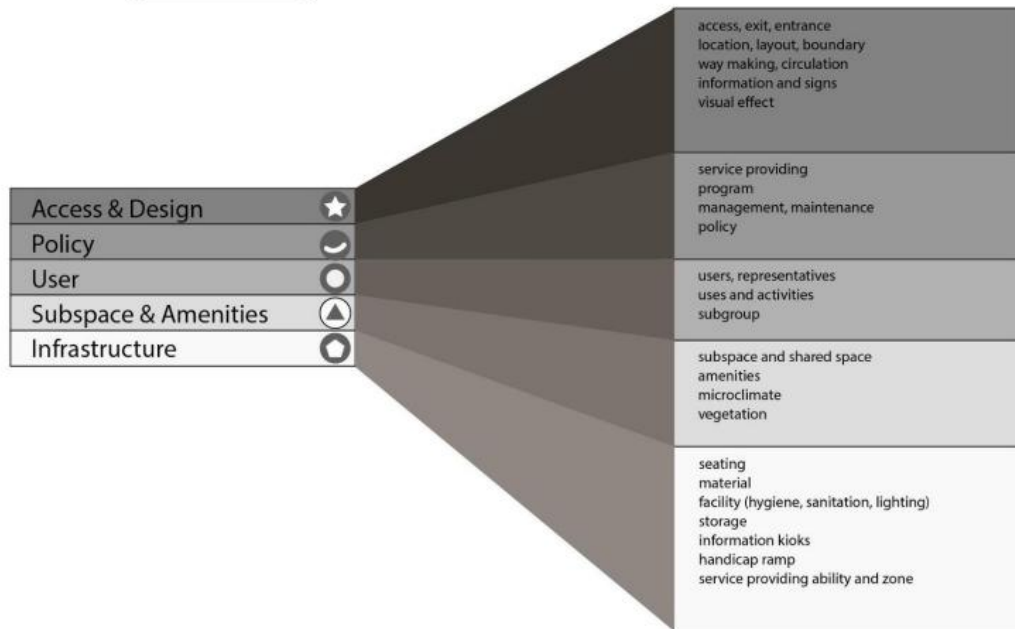 Access & Design
Policy
User
Subspace & Amenities
Infrastructure
access, exit, entrance
location, layout, boundary
way making, circulation
information and signs
visual effect
service providing
program
management, maintenance
policy
users, representatives
uses and activities
subgroup
subspace and shared space
amenities
microclimate
vegetation
seating
material
facility (hygiene, sanitation, lighting)
storage
information kioks
handicap ramp
service providing ability and zone